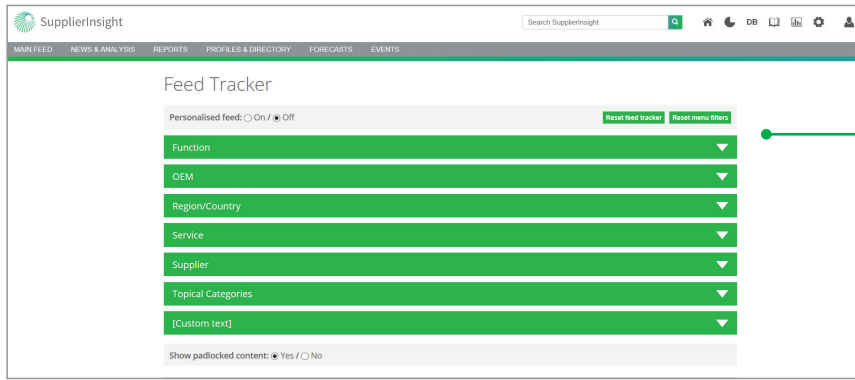 SupplierInsight
Search SupplierInsight
DB
MAIN FEED NEWS & ANALYSIS REPORTS PROFILES & DIRECTORY FORECASTS EVENTS
Feed Tracker
Personalised feed: On / Off
Reset feed tracker Reset menu filters
Function
OEM
Region/Country
Service
Supplier
Topical Categories
[Custom text]
Show padlocked content: Yes / No